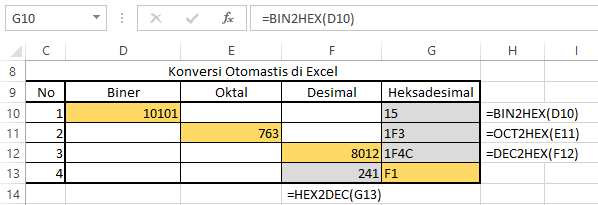 G10 =BIN2HEX(D10)
C D E F G H I
8 Konversi Otomastis di Excel
9 No Biner Oktal Desimal Heksadesimal
10 1 10101 15 =BIN2HEX(D10)
11 2 763 1F3 =OCT2HEX(E11)
12 3 8012 1F4C =DEC2HEX(F12)
13 4 241 F1
14 =HEX2DEC(G13)